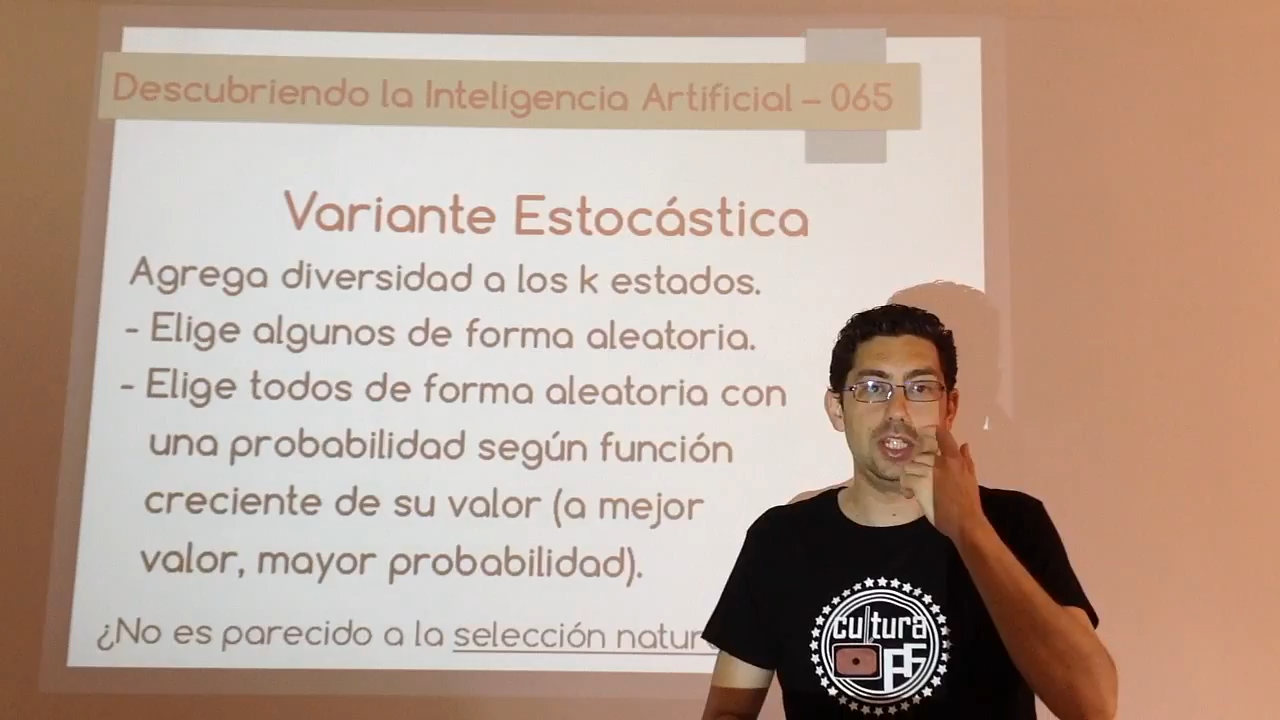 Descubriendo la Inteligencia Artificial – 065
Variante Estocástica
Agrega diversidad a los k estados.
- Elige algunos de forma aleatoria.
- Elige todos de forma aleatoria con
una probabilidad según función
creciente de su valor (a mejor
valor, mayor probabilidad).
¿No es parecido a la selección
cultura
OFF